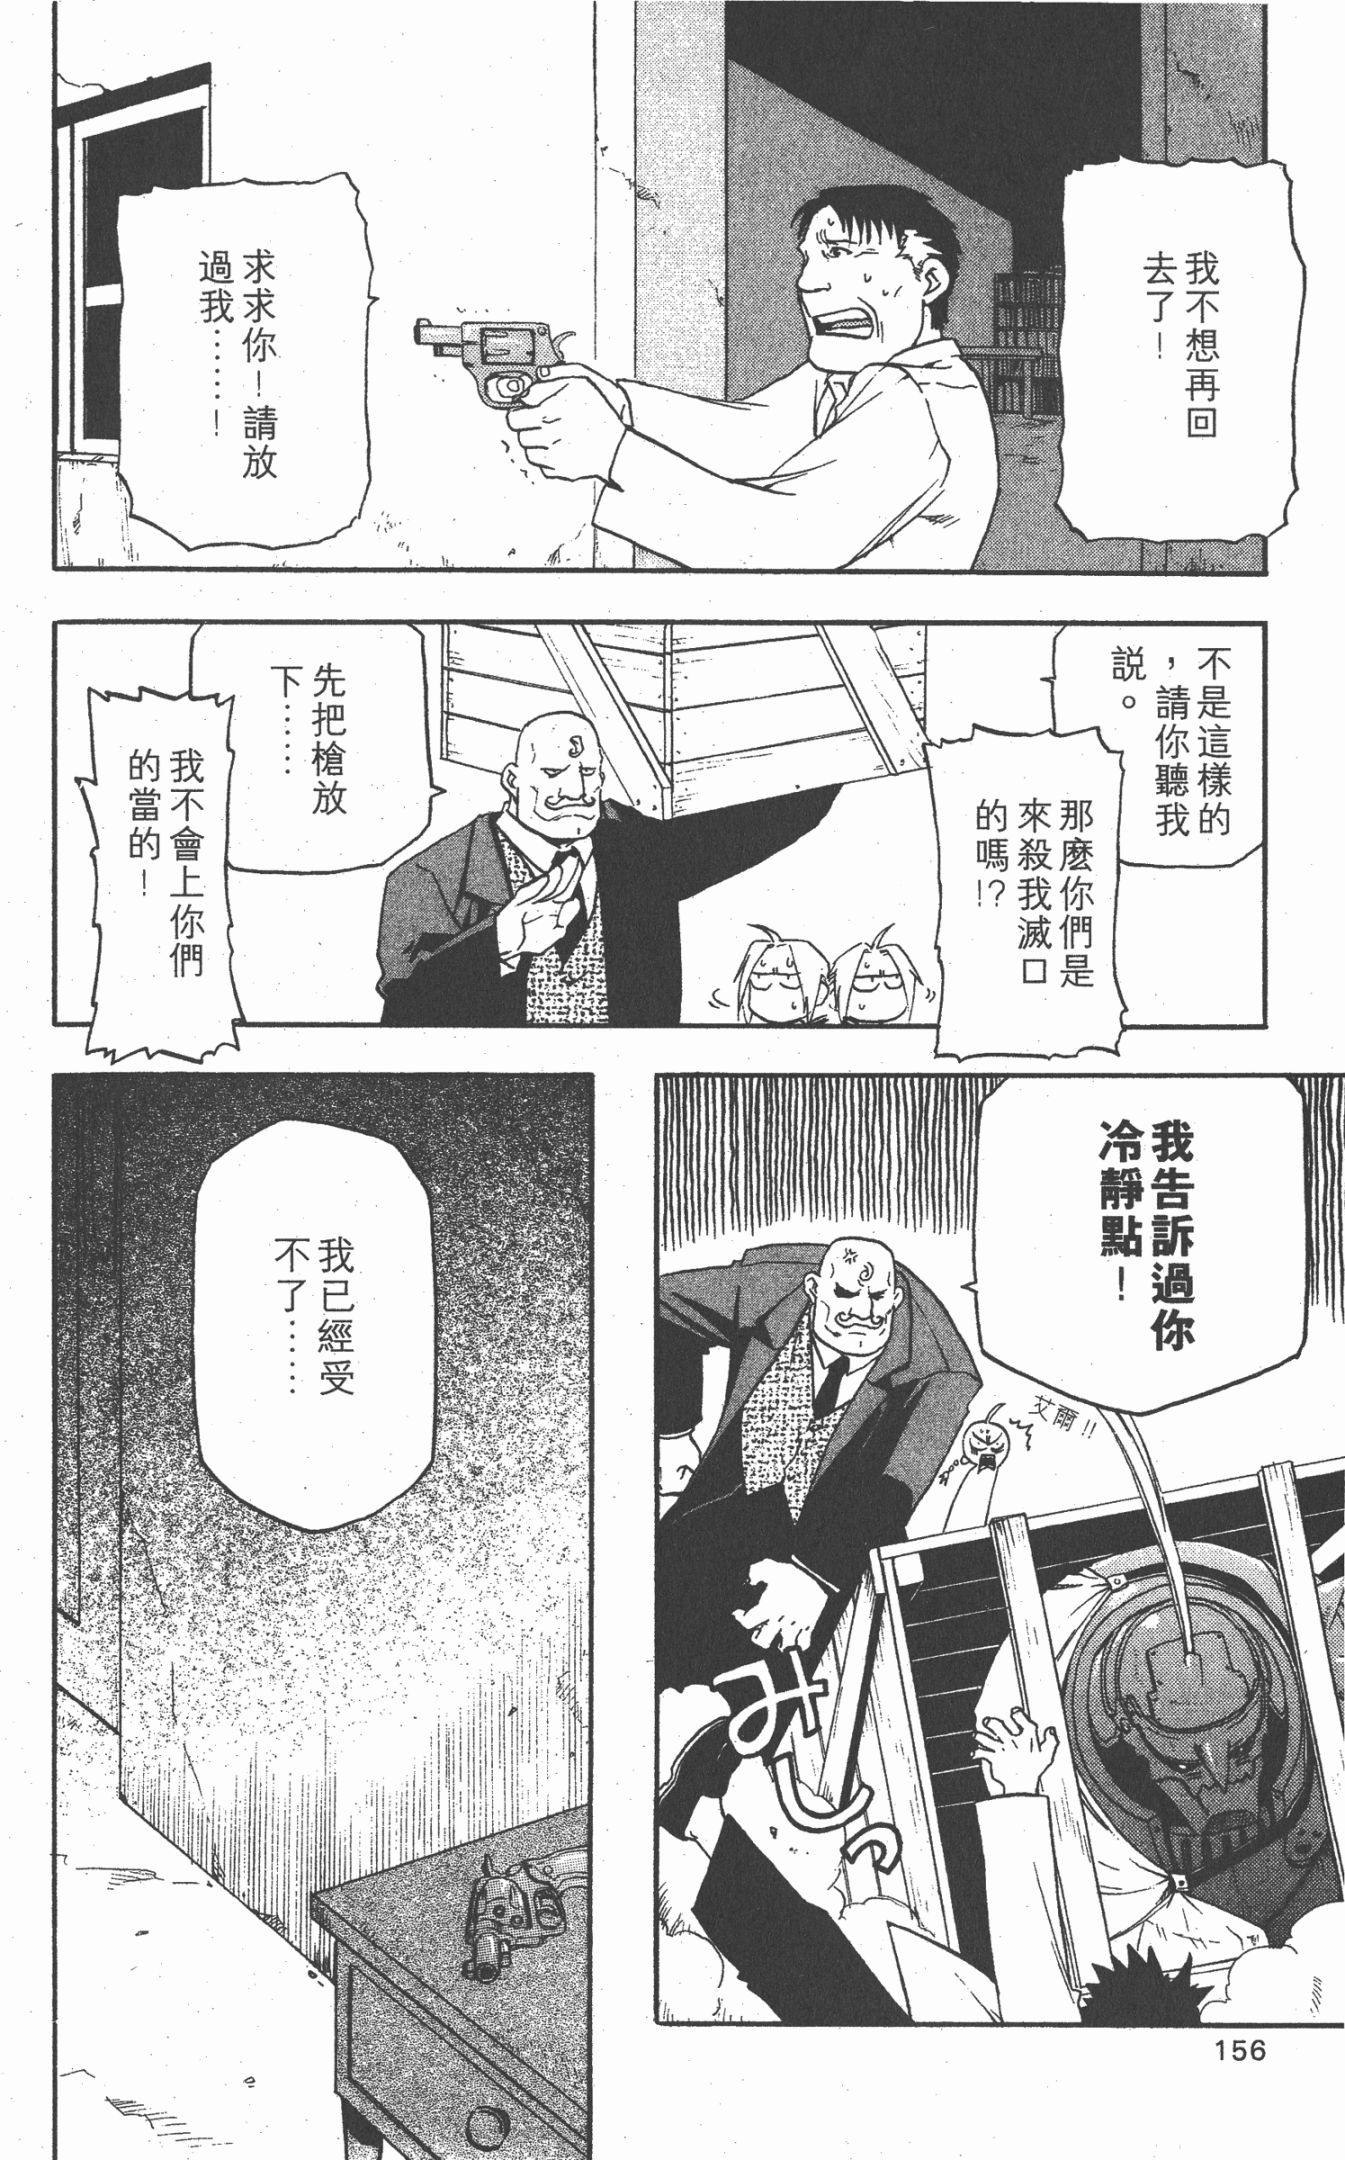 我不想再回
去了！
求求你！請放
過我……！
不是這樣的
，請你聽我
説。
那麼你們是
來殺我滅口
的嗎!?
先把槍放
下……
我不會上你們
的當的！
我告訴過你
冷靜點！
艾爾!!
みしっ
我已經受
不了……
156